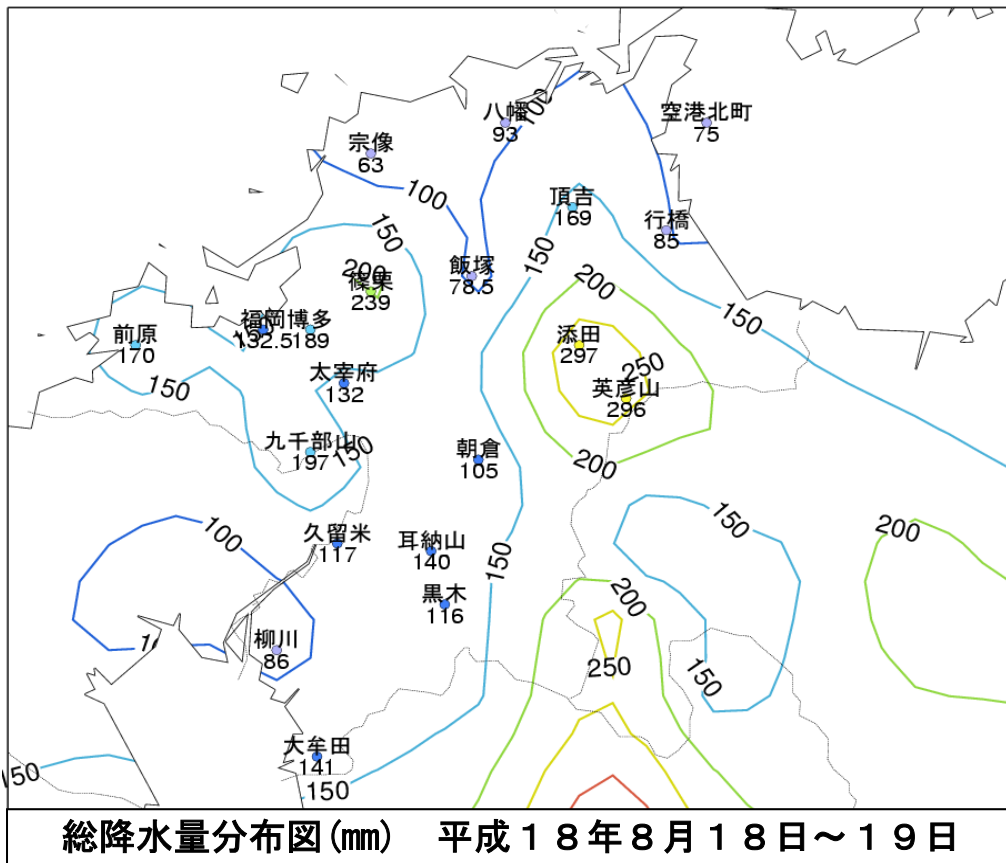 八幡
93
100
空港北町
75
宗像
63
100
頂吉
169
行橋
85
150
150
飯塚
78.5
200
篠栗
239
200
150
前原
170
福岡
132.5
博多
189
150
添田
297
250
英彦山
296
太宰府
132
150
九千部山
197
150
朝倉
105
200
100
久留米
117
耳納山
140
150
150
200
黒木
116
200
柳川
86
250
150
大牟田
141
150
150
総降水量分布図(mm) 平成18年8月18日~19日